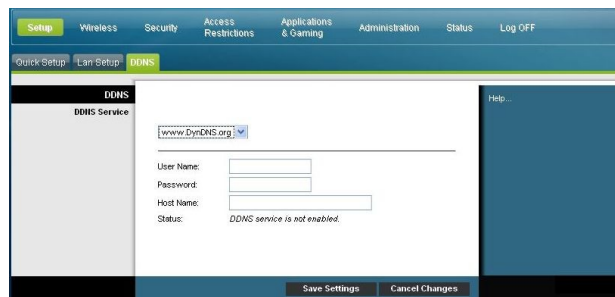 Setup Wireless Security Access Restrictions Applications & Gaming Administration Status Log OFF
Quick Setup Lan Setup DDNS
DDNS
DDNS Service
Help...
www.DynDNS.org
User Name:
Password:
Host Name:
Status: DDNS service is not enabled.
Save Settings Cancel Changes